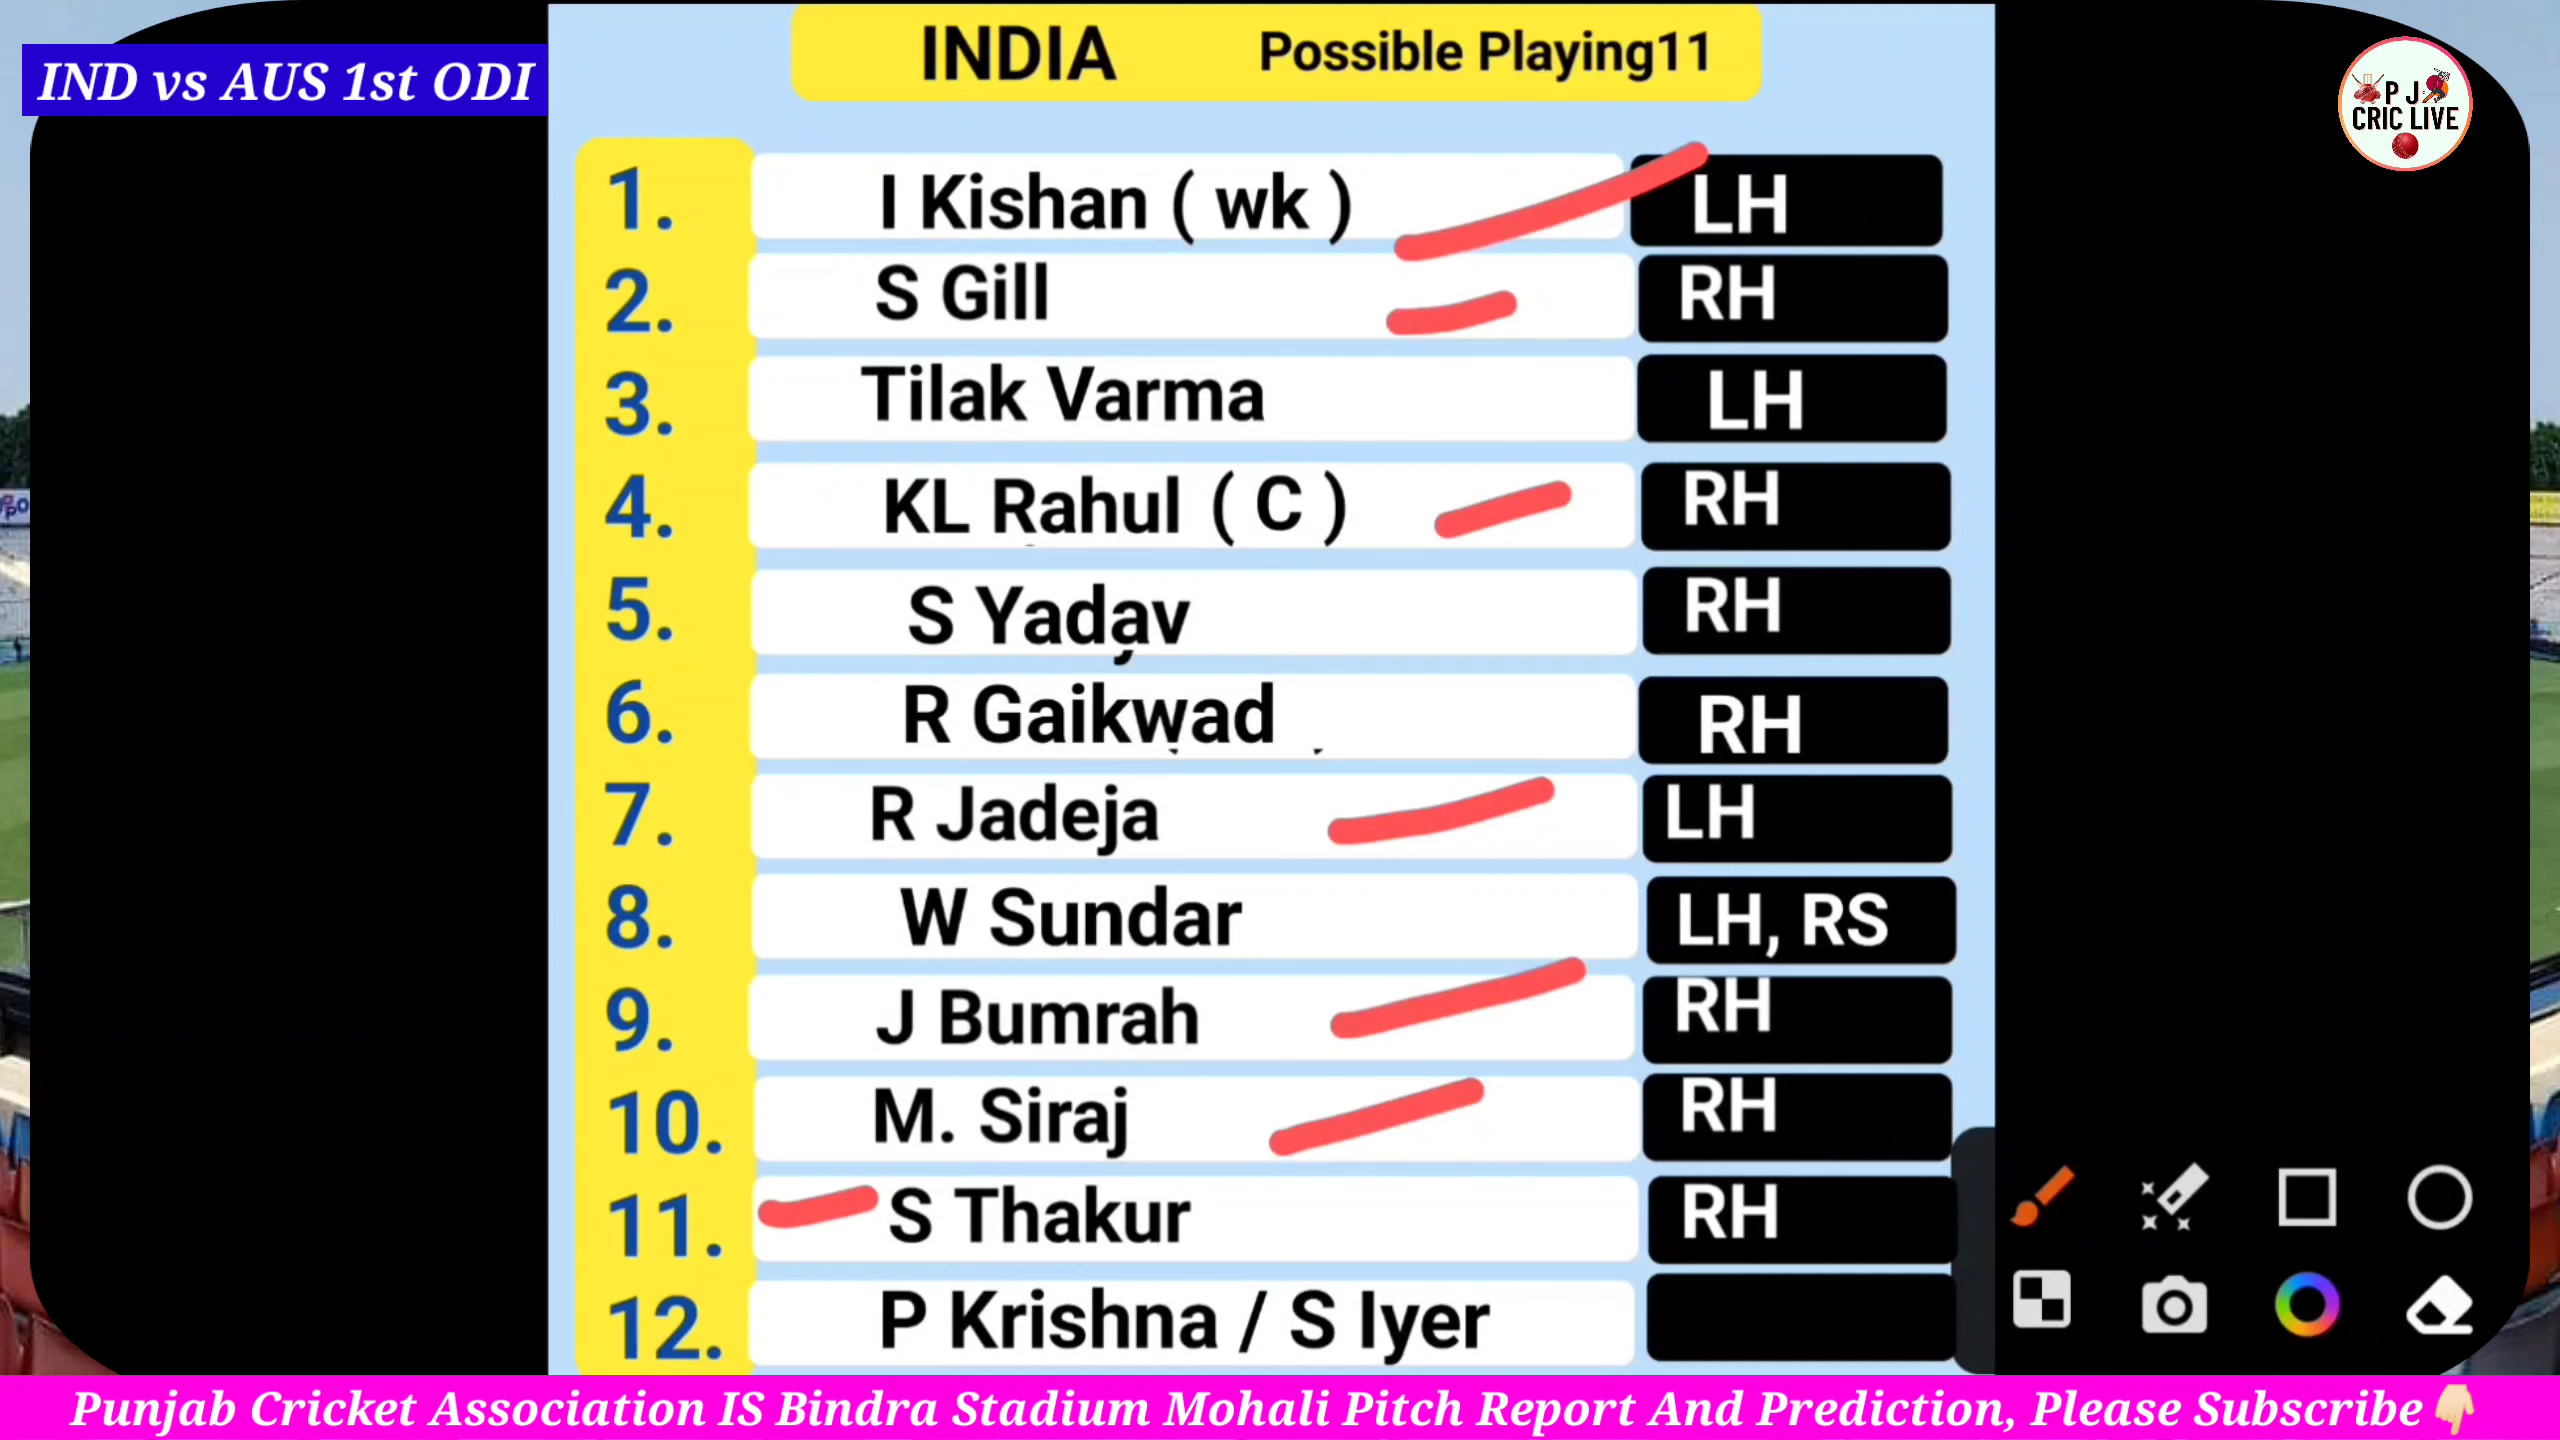 IND vs AUS 1st ODI
INDIA Possible Playing11
P J
CRIC LIVE
1. I Kishan ( wk ) LH
2. S Gill RH
3. Tilak Varma LH
4. KL Rahul ( C ) RH
5. S Yadav RH
6. R Gaikwad RH
7. R Jadeja LH
8. W Sundar LH, RS
9. J Bumrah RH
10. M. Siraj RH
11. S Thakur RH
12. P Krishna / S Iyer
Punjab Cricket Association IS Bindra Stadium Mohali Pitch Report And Prediction, Please Subscribe👇🏻